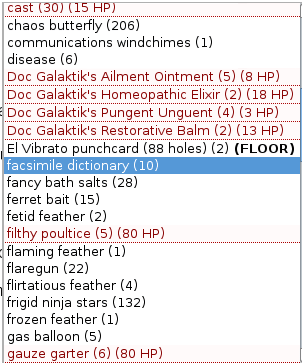 cast (30) (15 HP)
chaos butterfly (206)
communications windchimes (1)
disease (6)
Doc Galaktik's Ailment Ointment (5) (8 HP)
Doc Galaktik's Homeopathic Elixir (2) (18 HP)
Doc Galaktik's Pungent Unguent (4) (3 HP)
Doc Galaktik's Restorative Balm (2) (13 HP)
El Vibrato punchcard (88 holes) (2) (FLOOR)
facsimile dictionary (10)
fancy bath salts (28)
ferret bait (15)
fetid feather (2)
filthy poultice (5) (80 HP)
flaming feather (1)
flaregun (22)
flirtatious feather (4)
frigid ninja stars (132)
frozen feather (1)
gas balloon (5)
gauze garter (6) (80 HP)